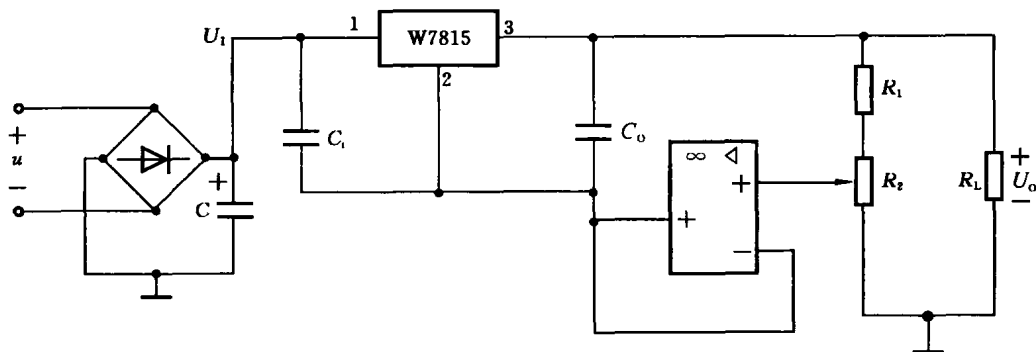 U_I
1
W7815
3
2
+
u
−
+
C
C_i
C_o
∞
+
+
−
R_1
R_2
R_L
+
U_o
−